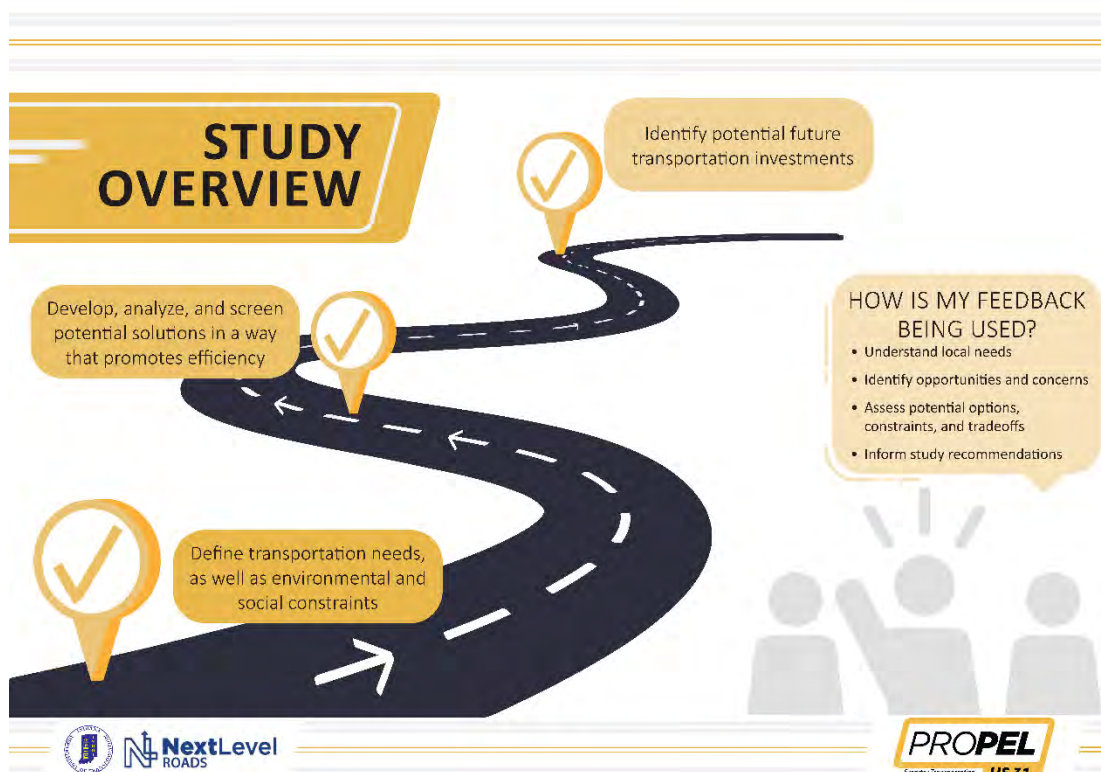 STUDY
OVERVIEW
Identify potential future
transportation investments
Develop, analyze, and screen
potential solutions in a way
that promotes efficiency
HOW IS MY FEEDBACK
BEING USED?
• Understand local needs
• Identify opportunities and concerns
• Assess potential options,
constraints, and tradeoffs
• Inform study recommendations
Define transportation needs,
as well as environmental and
social constraints
NextLevel
ROADS
PROPEL
US 31